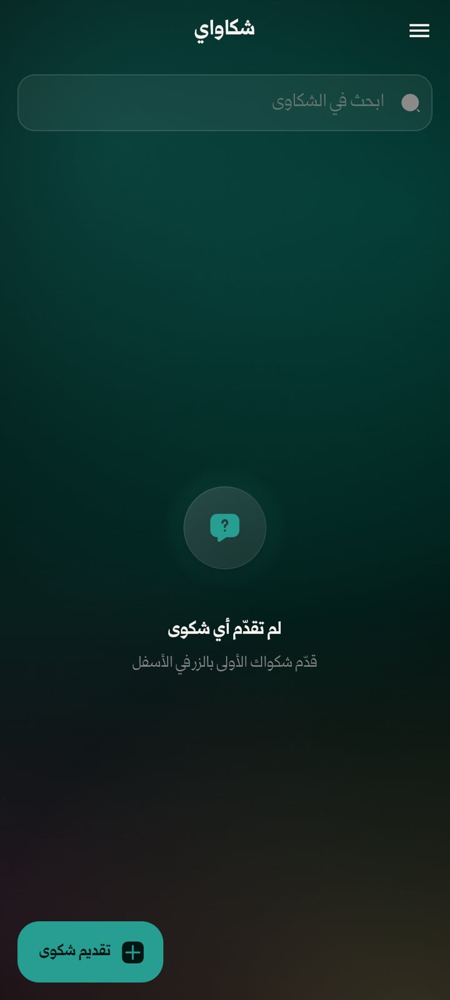 شكاواي
ابحث في الشكاوى
لم تقدّم أي شكوى
قدّم شكواك الأولى بالزر في الأسفل
تقديم شكوى